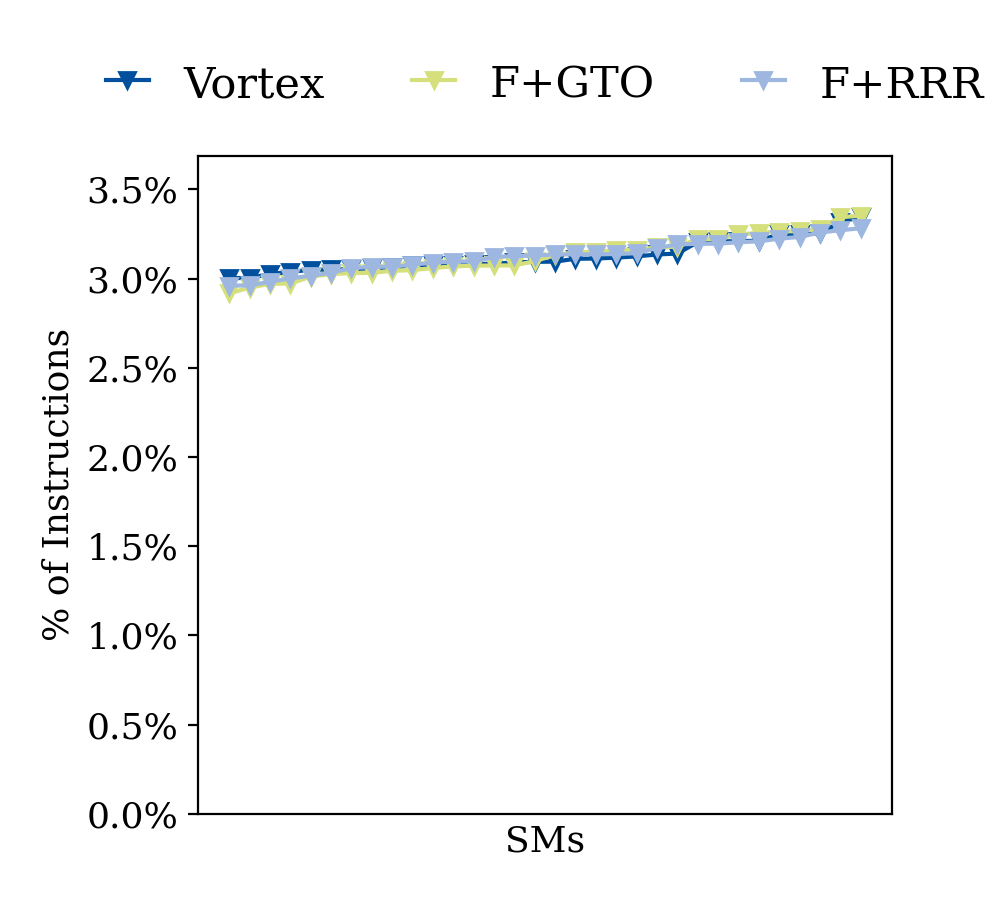 Vortex F+GTO F+RRR
3.5%
3.0%
2.5%
2.0%
1.5%
1.0%
0.5%
0.0%
% of Instructions
SMs